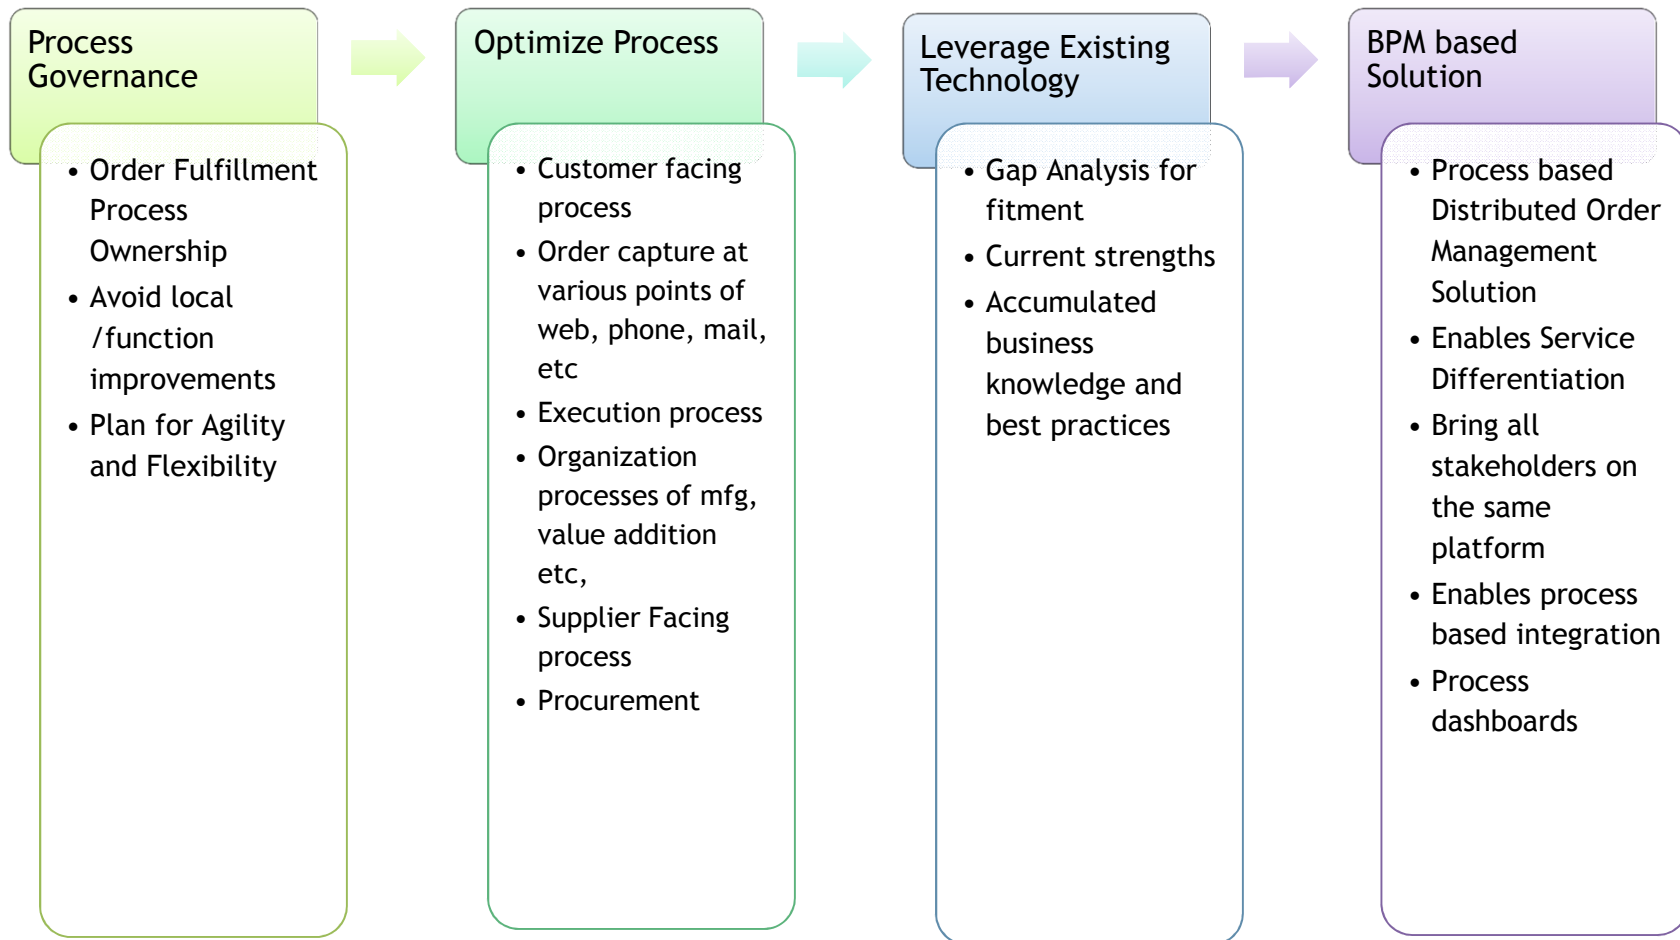 Process
Governance
• Order Fulfillment
Process
Ownership
• Avoid local
/function
improvements
• Plan for Agility
and Flexibility
Optimize Process
• Customer facing
process
• Order capture at
various points of
web, phone, mail,
etc
• Execution process
• Organization
processes of mfg,
value addition
etc,
• Supplier Facing
process
• Procurement
Leverage Existing
Technology
• Gap Analysis for
fitment
• Current strengths
• Accumulated
business
knowledge and
best practices
BPM based
Solution
• Process based
Distributed Order
Management
Solution
• Enables Service
Differentiation
• Bring all
stakeholders on
the same
platform
• Enables process
based integration
• Process
dashboards